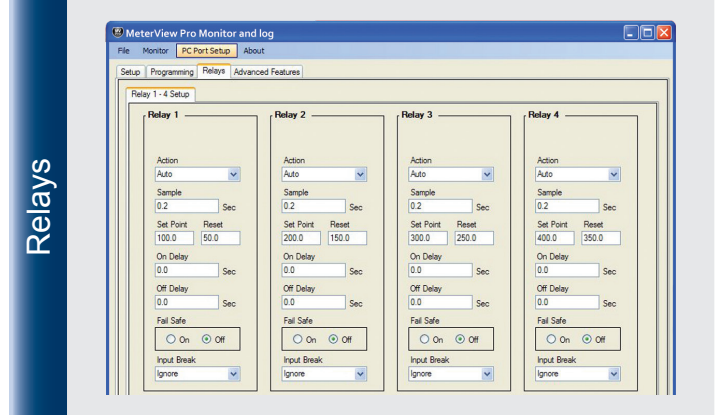 Relays
MeterView Pro Monitor and log
File Monitor PC Port Setup About
Setup Programming Relays Advanced Features
Relay 1 - 4 Setup
Relay 1 Relay 2 Relay 3 Relay 4
Action Action Action Action
Auto Auto Auto Auto
Sample Sample Sample Sample
0.2 Sec 0.2 Sec 0.2 Sec 0.2 Sec
Set Point Reset Set Point Reset Set Point Reset Set Point Reset
100.0 50.0 200.0 150.0 300.0 250.0 400.0 350.0
On Delay On Delay On Delay On Delay
0.0 Sec 0.0 Sec 0.0 Sec 0.0 Sec
Off Delay Off Delay Off Delay Off Delay
0.0 Sec 0.0 Sec 0.0 Sec 0.0 Sec
Fail Safe Fail Safe Fail Safe Fail Safe
On Off On Off On Off On Off
Input Break Input Break Input Break Input Break
Ignore Ignore Ignore Ignore